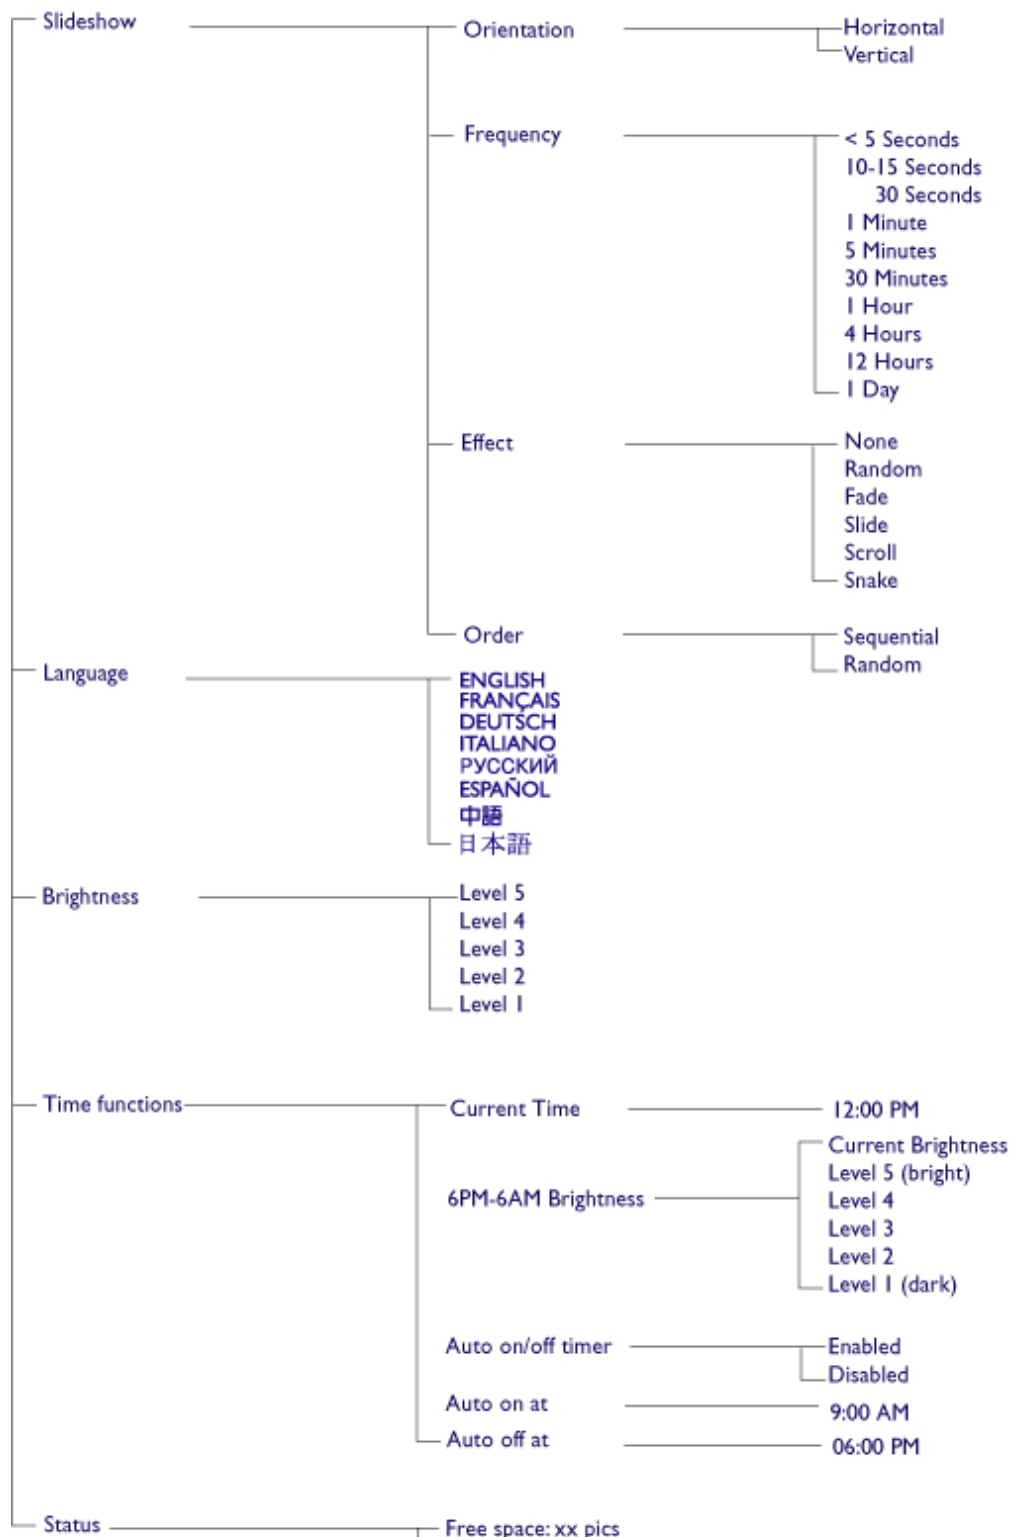 Slideshow
Orientation
Horizontal
Vertical
Frequency
< 5 Seconds
10-15 Seconds
30 Seconds
1 Minute
5 Minutes
30 Minutes
1 Hour
4 Hours
12 Hours
1 Day
Effect
None
Random
Fade
Slide
Scroll
Snake
Order
Sequential
Random
Language
ENGLISH
FRANÇAIS
DEUTSCH
ITALIANO
РУССКИЙ
ESPAÑOL
中語
日本語
Brightness
Level 5
Level 4
Level 3
Level 2
Level 1
Time functions
Current Time
12:00 PM
6PM-6AM Brightness
Current Brightness
Level 5 (bright)
Level 4
Level 3
Level 2
Level 1 (dark)
Auto on/off timer
Enabled
Disabled
Auto on at
9:00 AM
Auto off at
06:00 PM
Status
Free space: xx pics